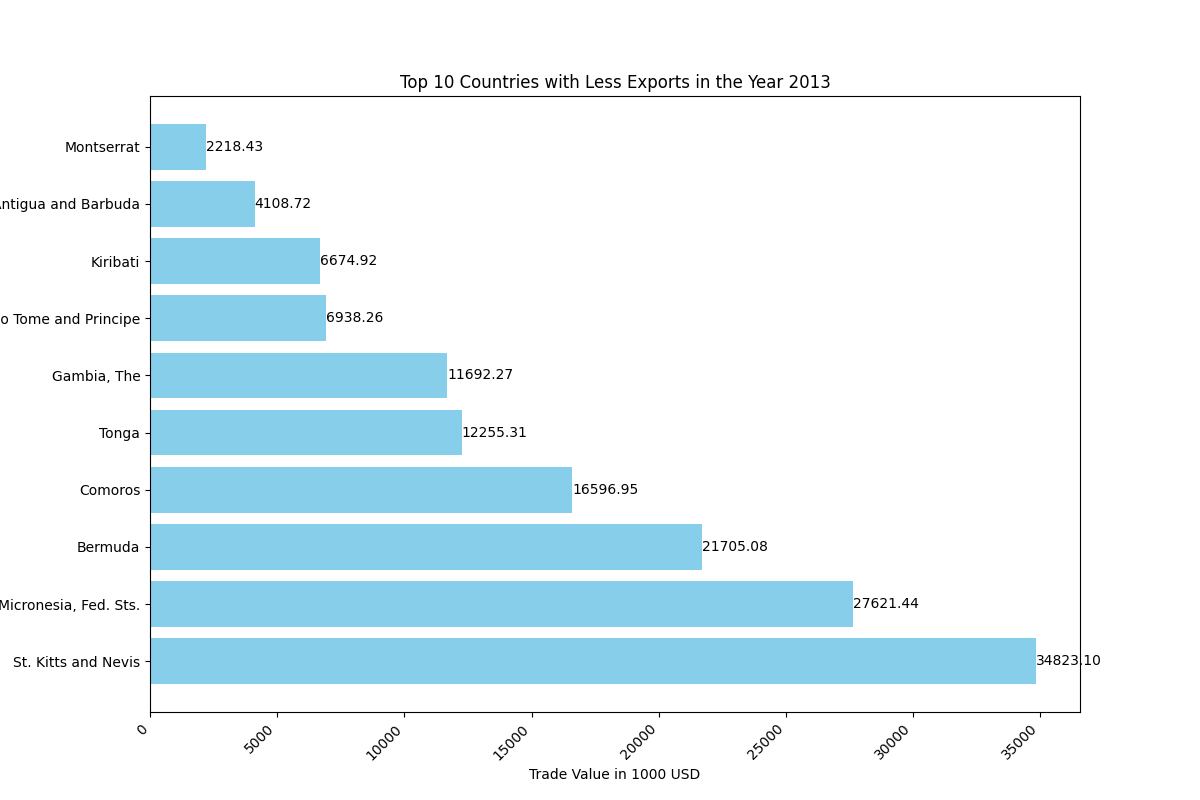 Top 10 Countries with Less Exports in the Year 2013
Montserrat 2218.43
ntigua and Barbuda 4108.72
Kiribati 6674.92
o Tome and Principe 6938.26
Gambia, The 11692.27
Tonga 12255.31
Comoros 16596.95
Bermuda 21705.08
Micronesia, Fed. Sts. 27621.44
St. Kitts and Nevis 34823.10
0 5000 10000 15000 20000 25000 30000 35000
Trade Value in 1000 USD